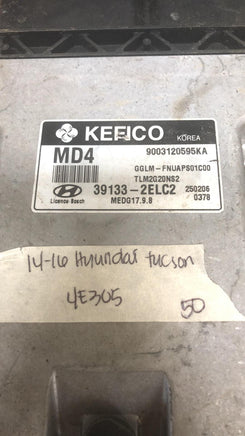 KEFICO KOREA
MD4 9003120595KA
GGLM-FNUAPS01C00
TLM2G20NS2
39133-2ELC2 250206
Licence Bosch MEDG17.9.8 0378
14-16 Hyundai tucson
4E305
50